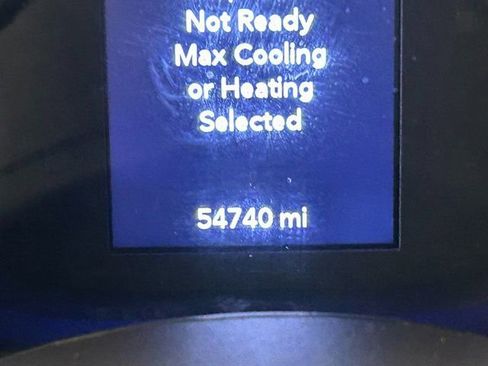 Not Ready
Max Cooling
or Heating
Selected
54740 mi